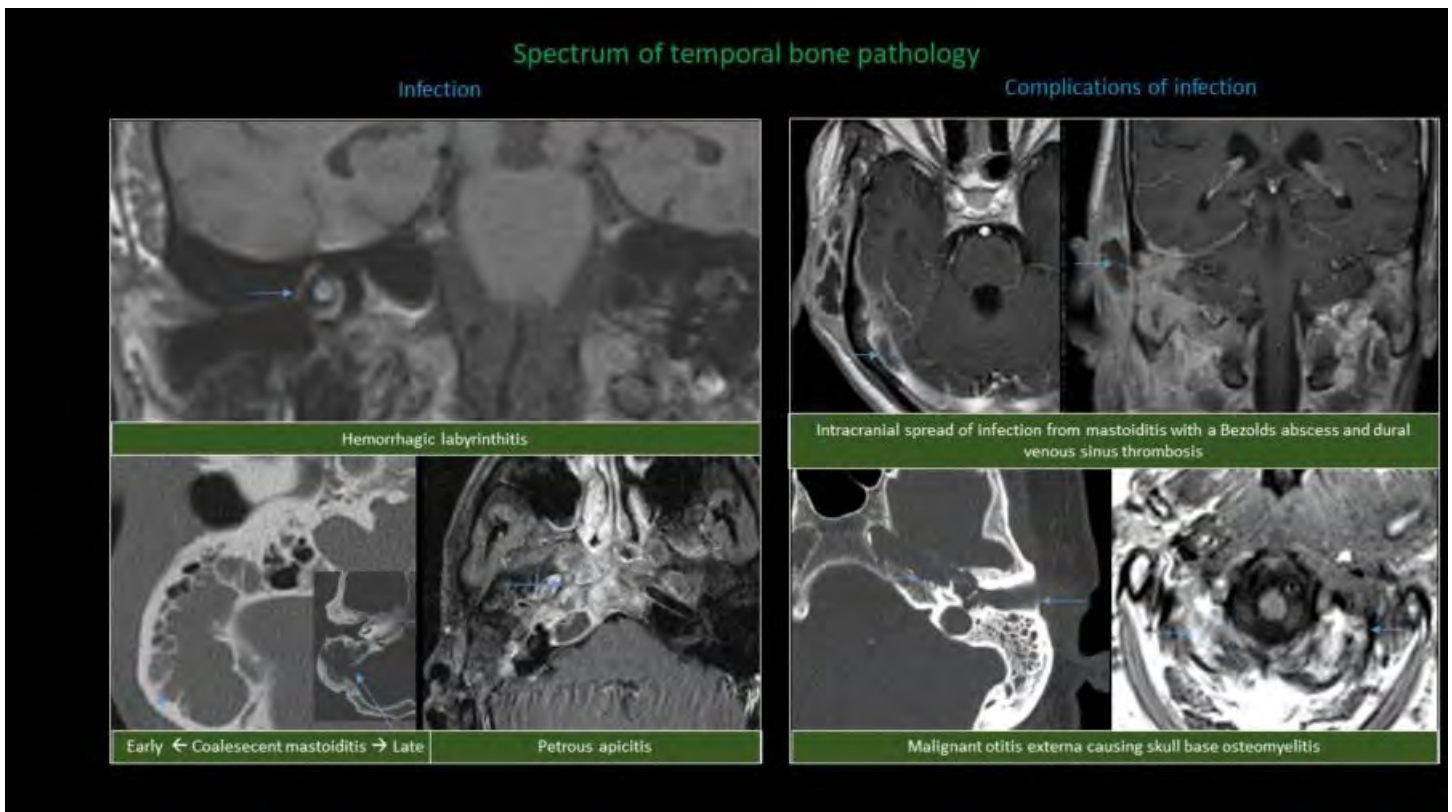 Spectrum of temporal bone pathology
Infection
Complications of infection
Hemorrhagic labyrinthitis
Intracranial spread of infection from mastoiditis with a Bezolds abscess and dural
venous sinus thrombosis
Early ← Coalesecent mastoiditis → Late
Petrous apicitis
Malignant otitis externa causing skull base osteomyelitis